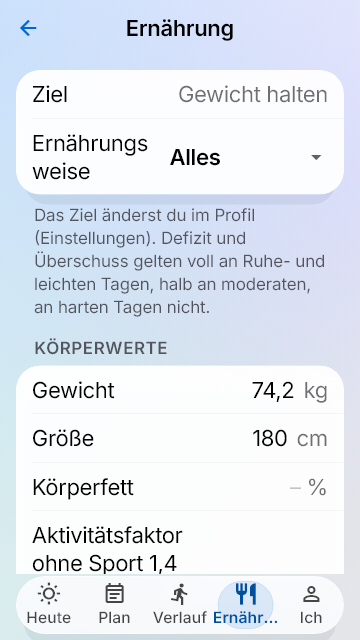 Ernährung
Ziel Gewicht halten
Ernährungs
weise Alles
Das Ziel änderst du im Profil
(Einstellungen). Defizit und
Überschuss gelten voll an Ruhe- und
leichten Tagen, halb an moderaten,
an harten Tagen nicht.
KÖRPERWERTE
Gewicht 74,2 kg
Größe 180 cm
Körperfett – %
Aktivitätsfaktor
ohne Sport 1,4
Heute Plan Verlauf Ernähr... Ich